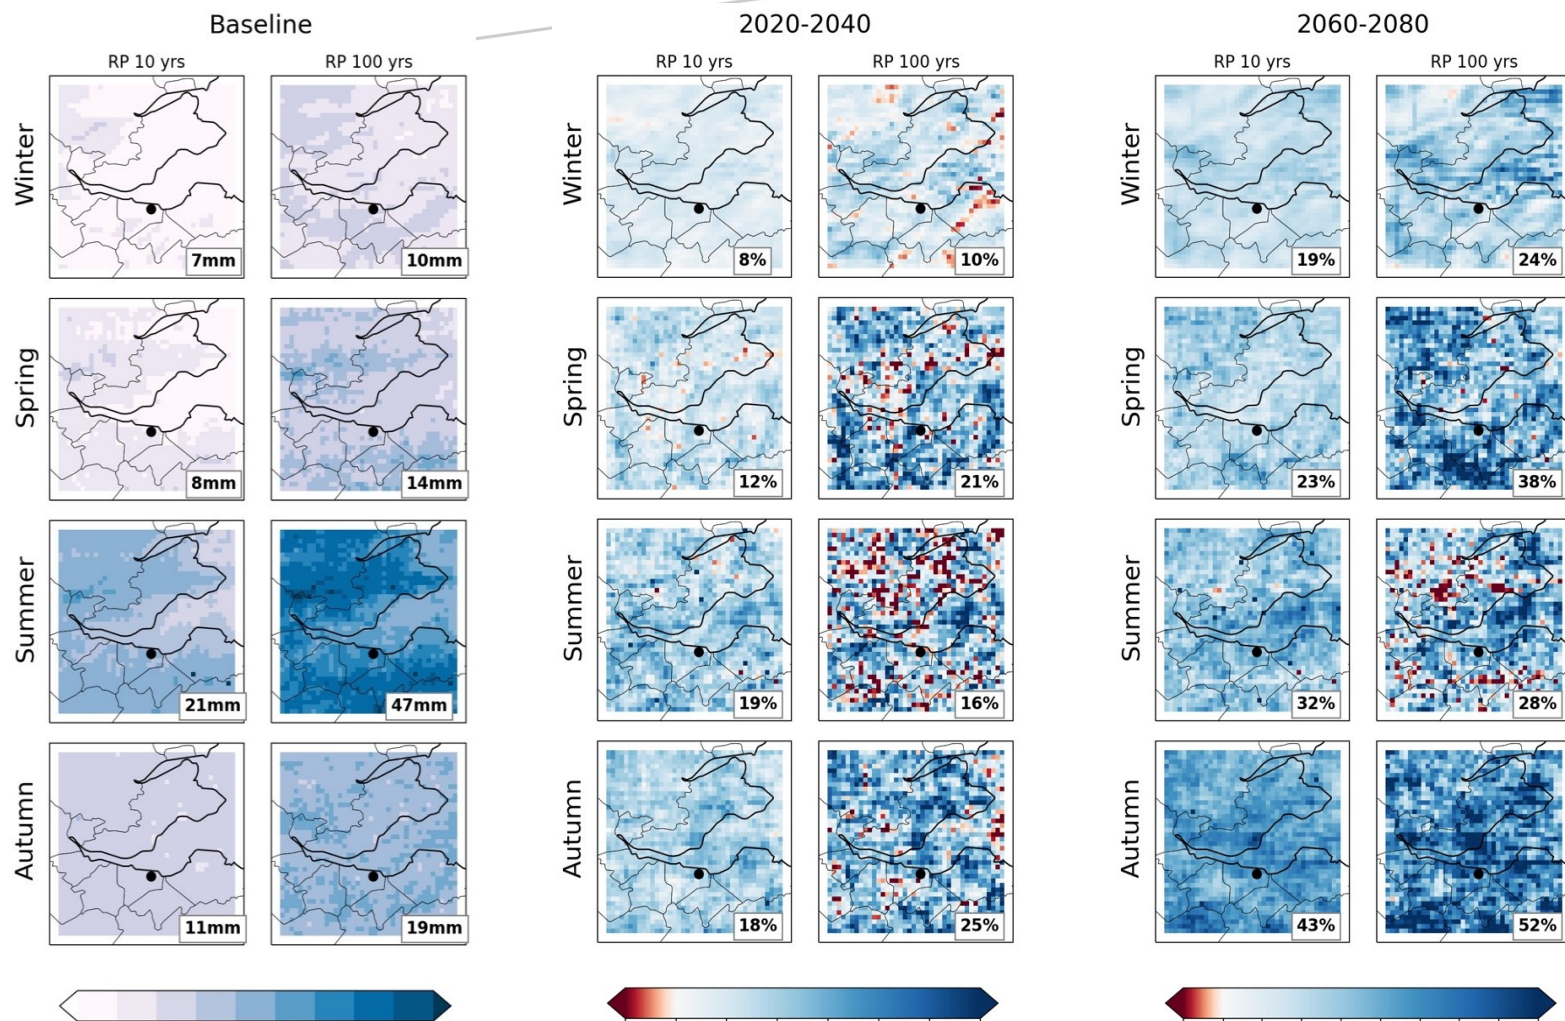 Baseline
2020-2040
2060-2080
RP 10 yrs
RP 100 yrs
RP 10 yrs
RP 100 yrs
RP 10 yrs
RP 100 yrs
Winter
7mm
10mm
Winter
8%
10%
Winter
19%
24%
Spring
8mm
14mm
Spring
12%
21%
Spring
23%
38%
Summer
21mm
47mm
Summer
19%
16%
Summer
32%
28%
Autumn
11mm
19mm
Autumn
18%
25%
Autumn
43%
52%